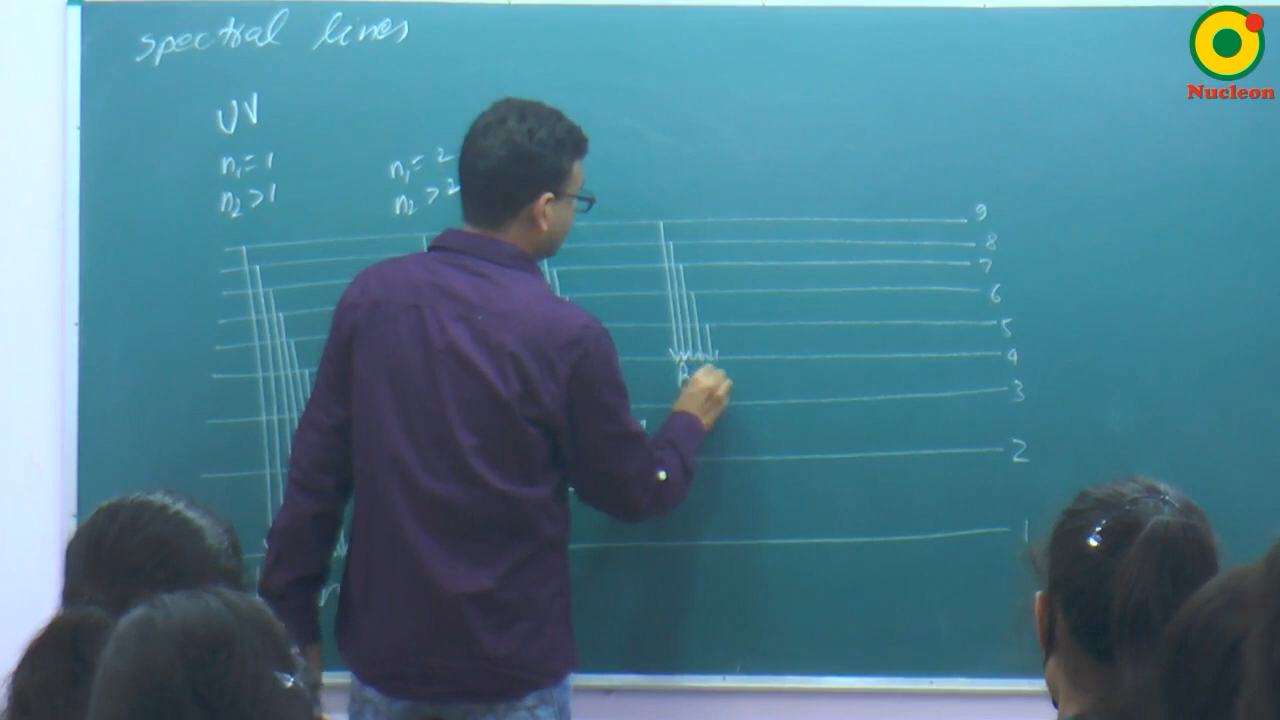 spectral lines
Nucleon
UV
n₁ = 1
n₂ > 1
n₁ = 2
n₂ > 2
9
8
7
6
5
4
3
2
1